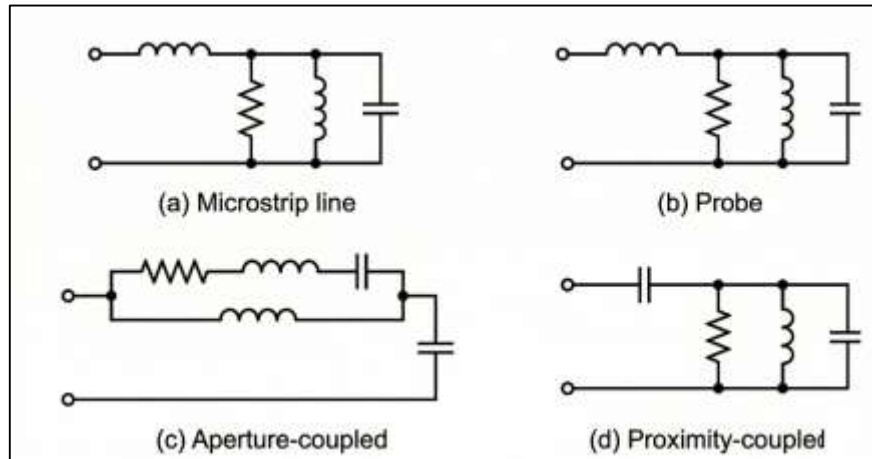 (a) Microstrip line
(b) Probe
(c) Aperture-coupled
(d) Proximity-coupled